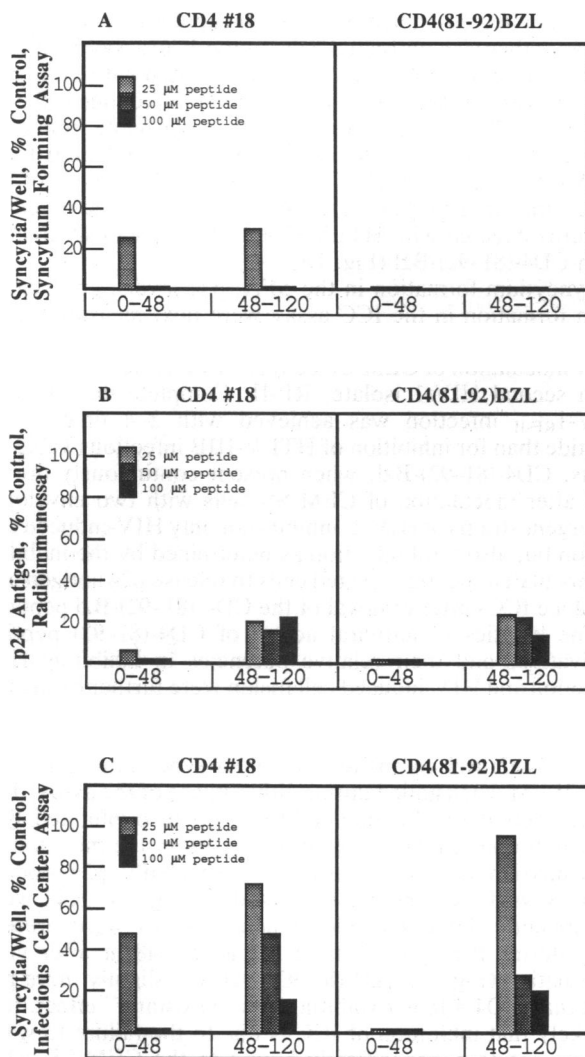 A CD4 #18 CD4(81-92)BZL
Syncytia/Well, % Control,
Syncytium Forming Assay
100
80
60
40
20
25 µM peptide
50 µM peptide
100 µM peptide
0–48 48–120 0–48 48–120
B CD4 #18 CD4(81-92)BZL
p24 Antigen, % Control,
Radioimmunoassay
100
80
60
40
20
25 µM peptide
50 µM peptide
100 µM peptide
0–48 48–120 0–48 48–120
C CD4 #18 CD4(81-92)BZL
Syncytia/Well, % Control,
Infectious Cell Center Assay
100
80
60
40
20
25 µM peptide
50 µM peptide
100 µM peptide
0–48 48–120 0–48 48–120